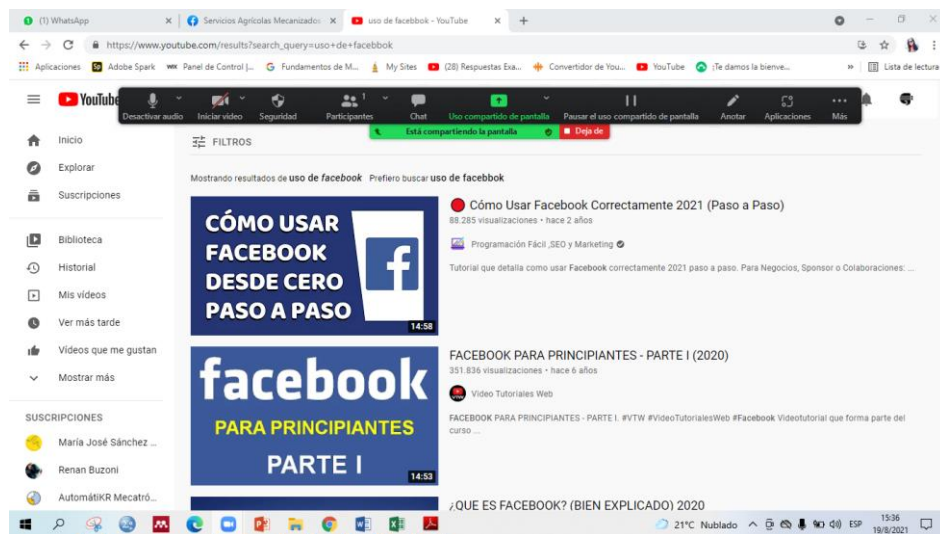 (1) WhatsApp
Servicios Agrícolas Mecanizados
uso de facebbok - YouTube
https://www.youtube.com/results?search_query=uso+de+facebbok
Aplicaciones
Adobe Spark
Panel de Control |...
Fundamentos de M...
My Sites
(28) Respuestas Exa...
Convertidor de You...
YouTube
¡Te damos la bienve...
Lista de lectura
YouTube
Desactivar audio
Iniciar video
Seguridad
Participantes
1
Chat
Uso compartido de pantalla
Pausar el uso compartido de pantalla
Anotar
Aplicaciones
Más
Está compartiendo la pantalla
Deja de
Inicio
Explorar
Suscripciones
Biblioteca
Historial
Mis vídeos
Ver más tarde
Vídeos que me gustan
Mostrar más
SUSCRIPCIONES
María José Sánchez ...
Renan Buzoni
AutomátiKR Mecatró...
FILTROS
Mostrando resultados de uso de facebook Prefiero buscar uso de facebbok
CÓMO USAR
FACEBOOK
DESDE CERO
PASO A PASO
14:58
Cómo Usar Facebook Correctamente 2021 (Paso a Paso)
88.285 visualizaciones • hace 2 años
Programación Fácil ,SEO y Marketing
Tutorial que detalla como usar Facebook correctamente 2021 paso a paso. Para Negocios, Sponsor o Colaboraciones: ...
facebook
PARA PRINCIPIANTES
PARTE I
14:53
FACEBOOK PARA PRINCIPIANTES - PARTE I (2020)
351.836 visualizaciones • hace 6 años
Video Tutoriales Web
FACEBOOK PARA PRINCIPIANTES - PARTE I. #VTW #VideoTutorialesWeb #Facebook Videotutorial que forma parte del
curso ...
¿QUE ES FACEBOOK? (BIEN EXPLICADO) 2020
21°C Nublado
ESP
15:36
19/8/2021